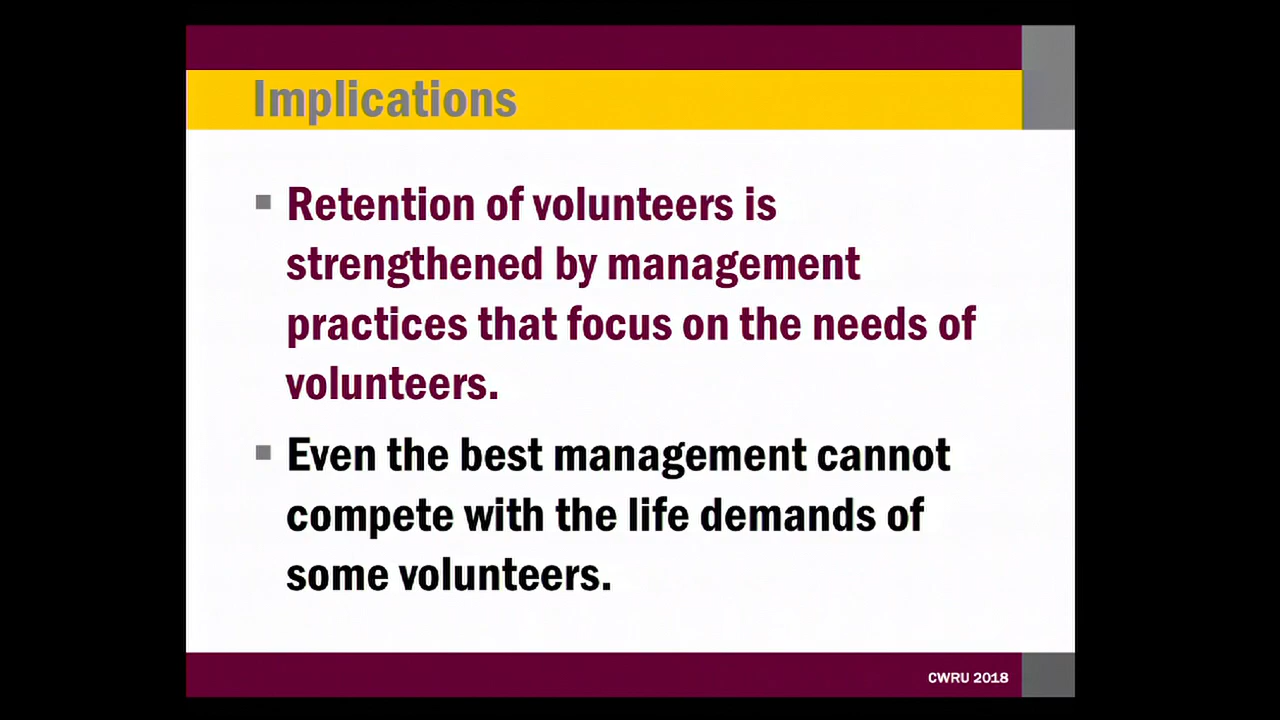 Implications
Retention of volunteers is
strengthened by management
practices that focus on the needs of
volunteers.
Even the best management cannot
compete with the life demands of
some volunteers.
CWRU 2018